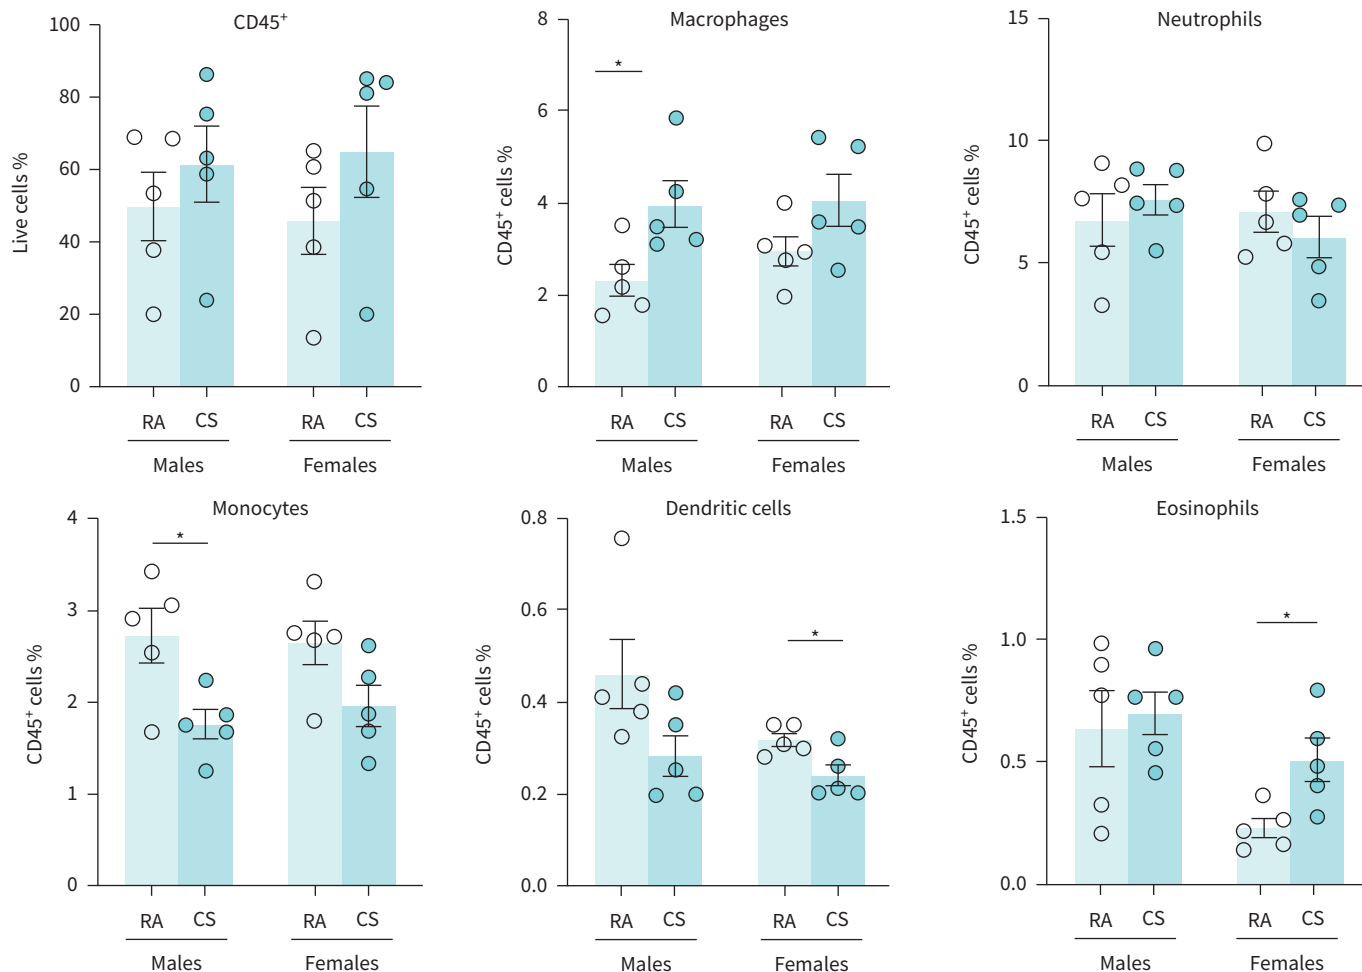 CD45⁺
Live cells %
100
80
60
40
20
0
RA CS RA CS
Males Females
Macrophages
CD45⁺ cells %
8
6
4
2
0
*
RA CS RA CS
Males Females
Neutrophils
CD45⁺ cells %
15
10
5
0
RA CS RA CS
Males Females
Monocytes
CD45⁺ cells %
4
3
2
1
0
*
RA CS RA CS
Males Females
Dendritic cells
CD45⁺ cells %
0.8
0.6
0.4
0.2
0.0
*
RA CS RA CS
Males Females
Eosinophils
CD45⁺ cells %
1.5
1.0
0.5
0.0
*
RA CS RA CS
Males Females